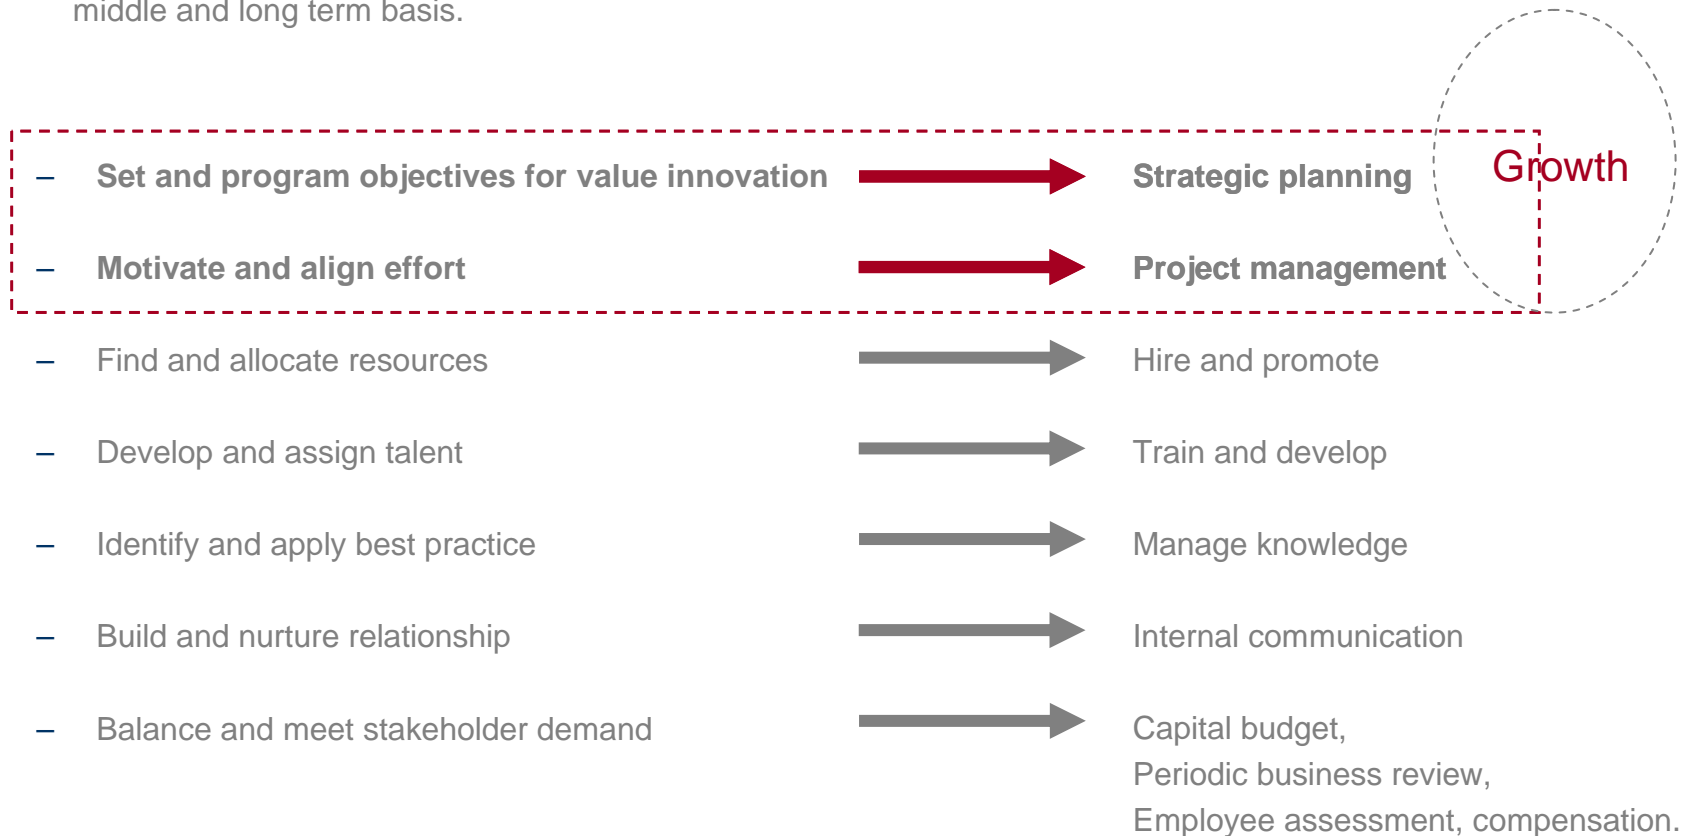 middle and long term basis.
– Set and program objectives for value innovation Strategic planning Growth
– Motivate and align effort Project management
– Find and allocate resources Hire and promote
– Develop and assign talent Train and develop
– Identify and apply best practice Manage knowledge
– Build and nurture relationship Internal communication
– Balance and meet stakeholder demand Capital budget,
Periodic business review,
Employee assessment, compensation.